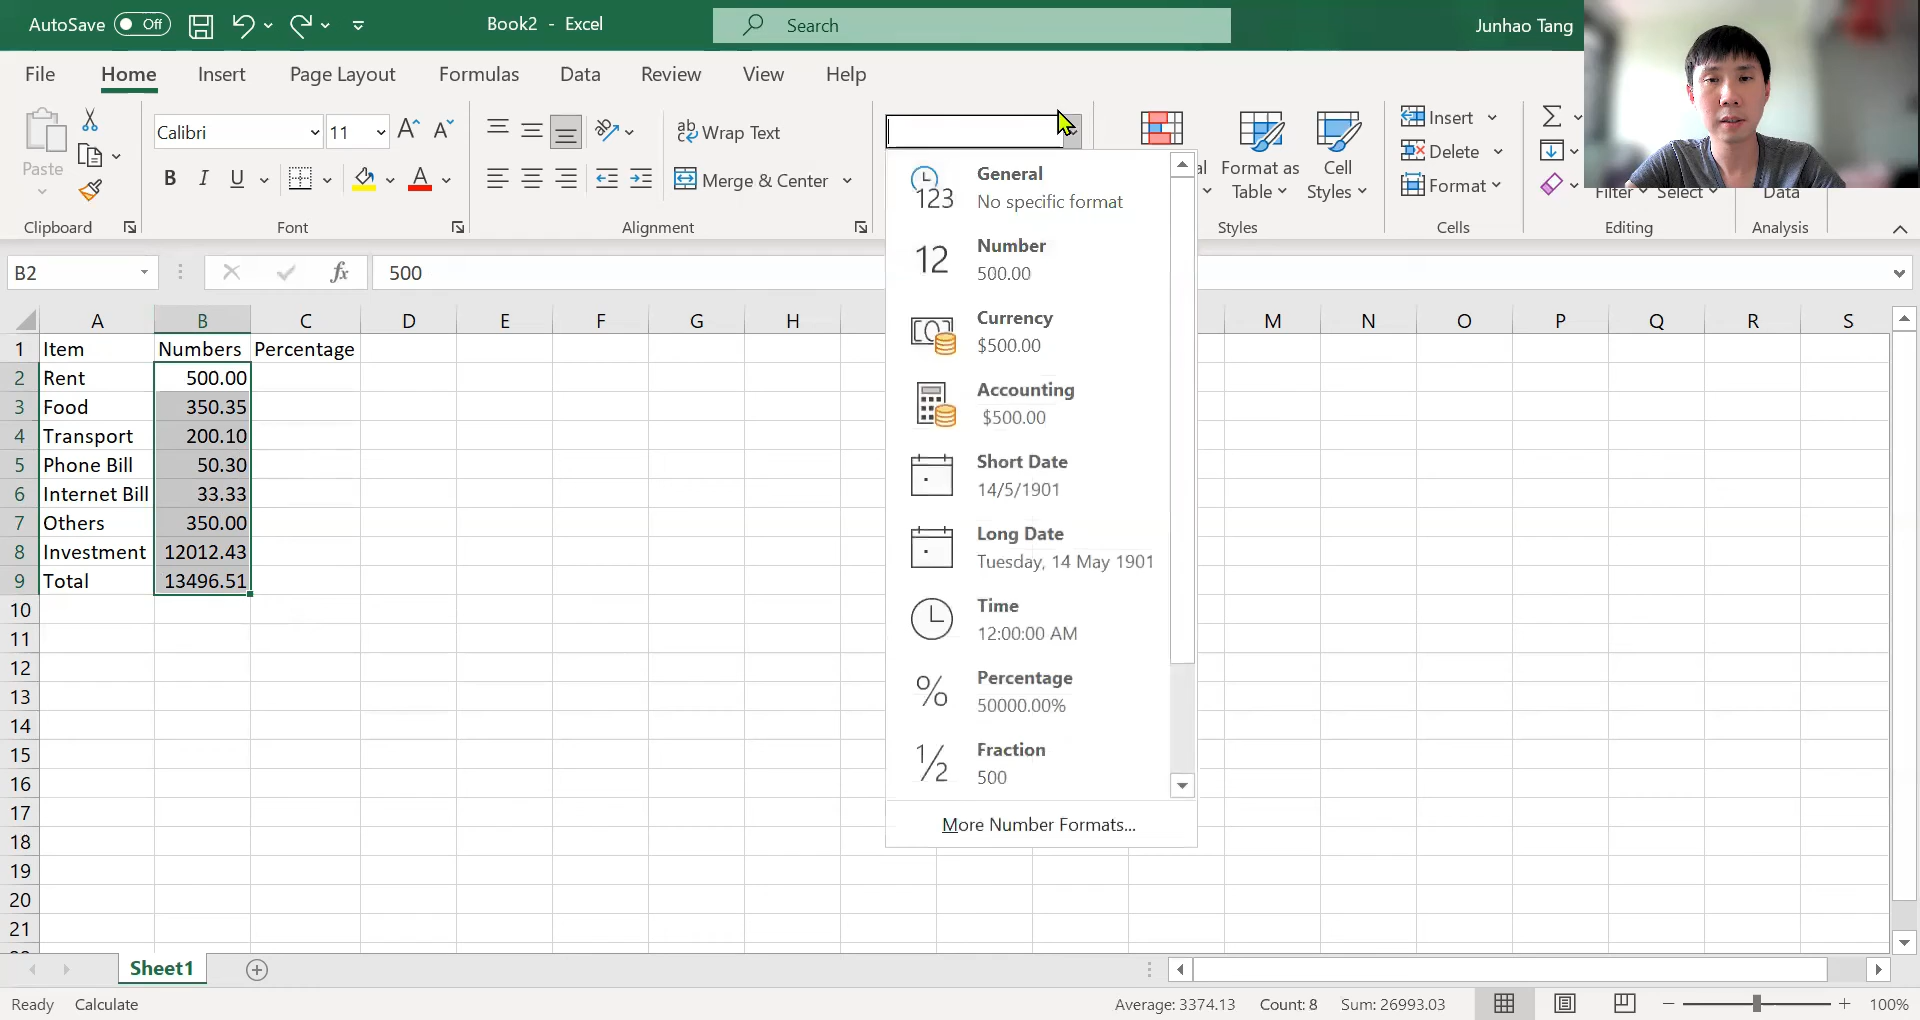 AutoSave Off Book2 - Excel Search Junhao Tang
File Home Insert Page Layout Formulas Data Review View Help
Paste
Clipboard
Calibri 11
B I U
Font
ab Wrap Text
Merge & Center
Alignment
Format as Table
Cell Styles
Styles
Insert
Delete
Format
Cells
Filter Select
Editing
Data
Analysis
B2 fx 500
General
No specific format
Number
500.00
Currency
$500.00
Accounting
$500.00
Short Date
14/5/1901
Long Date
Tuesday, 14 May 1901
Time
12:00:00 AM
Percentage
50000.00%
Fraction
500
More Number Formats...
A B C D E F G H M N O P Q R S
1 Item Numbers Percentage
2 Rent 500.00
3 Food 350.35
4 Transport 200.10
5 Phone Bill 50.30
6 Internet Bill 33.33
7 Others 350.00
8 Investment 12012.43
9 Total 13496.51
10
11
12
13
14
15
16
17
18
19
20
21
Sheet1
Ready Calculate Average: 3374.13 Count: 8 Sum: 26993.03 100%